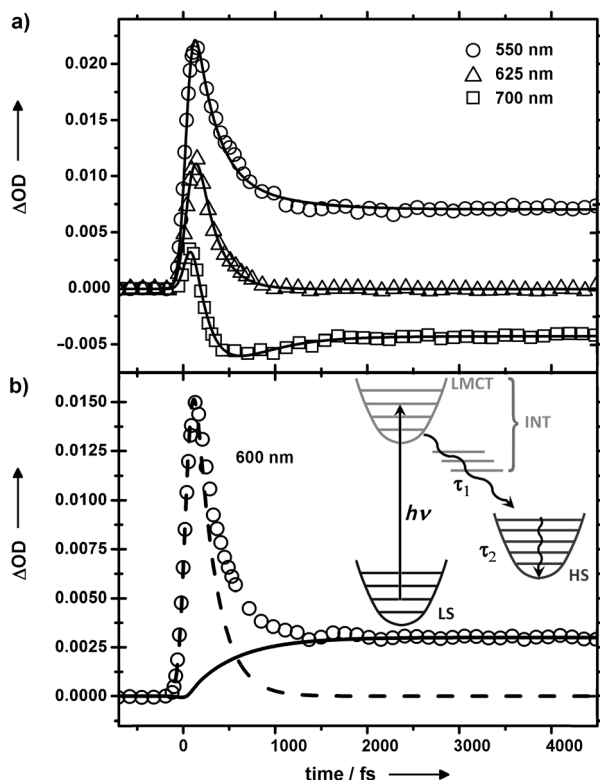 a)
550 nm
625 nm
700 nm
0.020
0.015
0.010
0.005
0.000
−0.005
ΔOD
b)
600 nm
0.0150
0.0125
0.0100
0.0075
0.0050
0.0025
0.0000
ΔOD
LMCT
INT
τ1
hν
τ2
HS
LS
0 1000 2000 3000 4000
time / fs